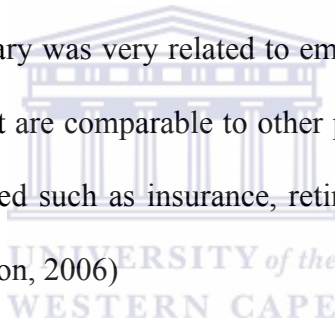 ary was very related to em
t are comparable to other p
ed such as insurance, retin
on, 2006)
UNIVERSITY of the
WESTERN CAPE